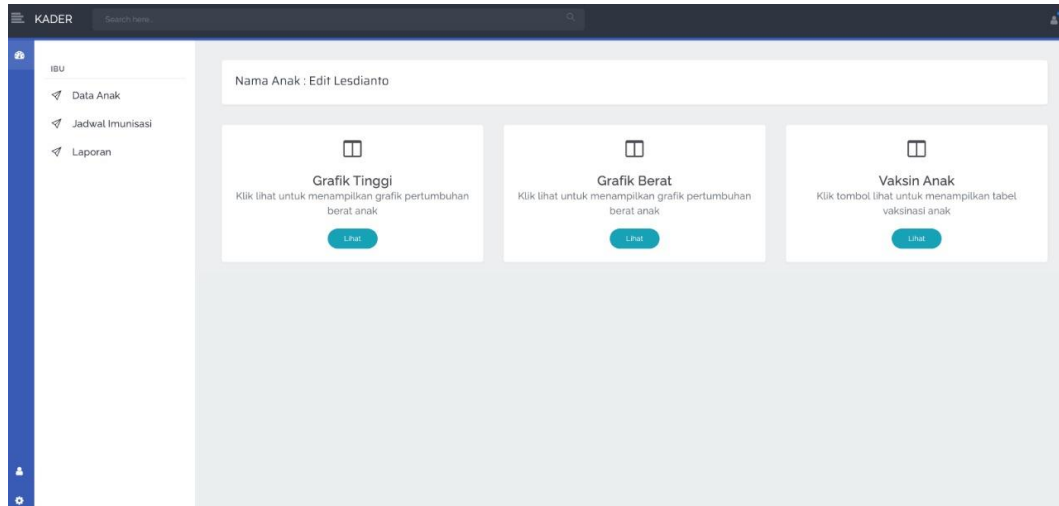 KADER
Search here...
IBU
Data Anak
Jadwal Imunisasi
Laporan
Nama Anak : Edit Lesdianto
Grafik Tinggi
Klik lihat untuk menampilkan grafik pertumbuhan
berat anak
Lihat
Grafik Berat
Klik lihat untuk menampilkan grafik pertumbuhan
berat anak
Lihat
Vaksin Anak
Klik tombol lihat untuk menampilkan tabel
vaksinasi anak
Lihat